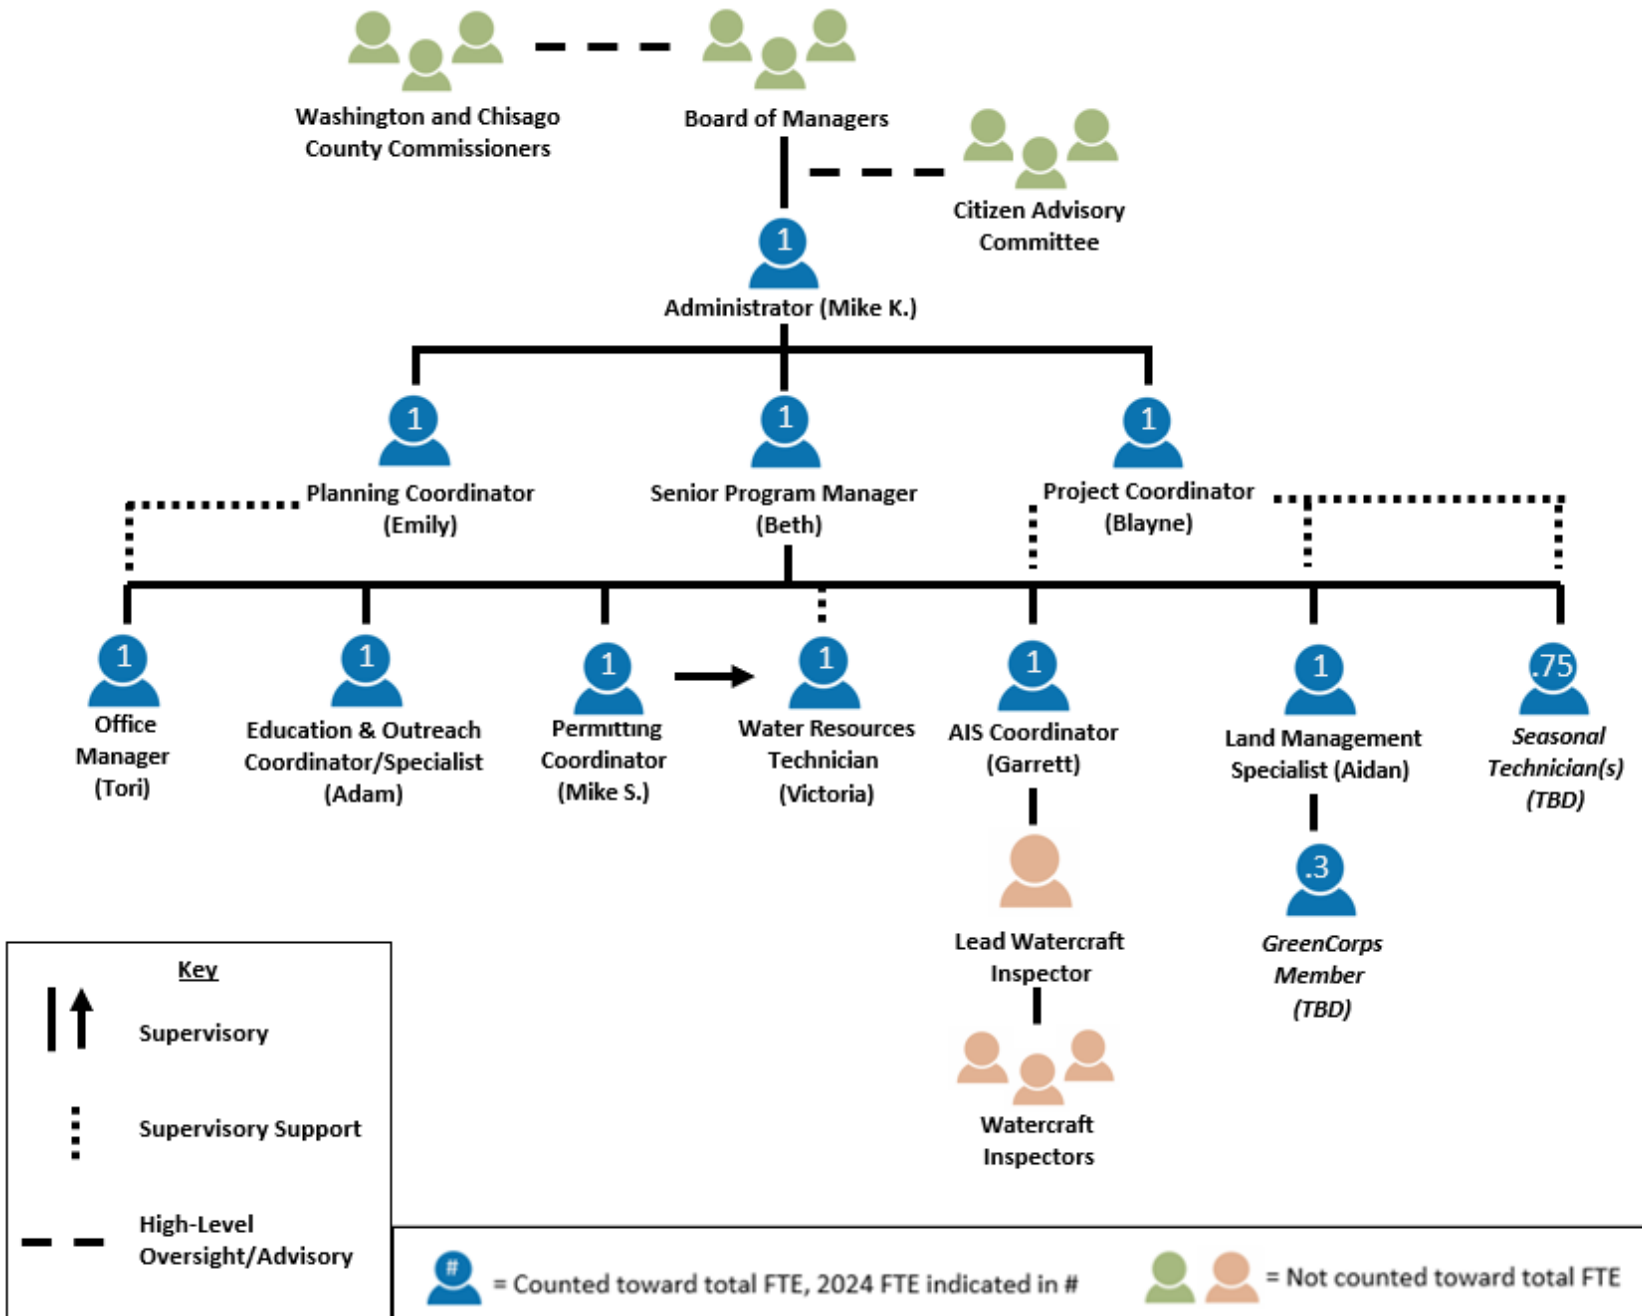 Washington and Chisago
County Commissioners
Board of Managers
Citizen Advisory
Committee
1
Administrator (Mike K.)
1
Planning Coordinator
(Emily)
1
Senior Program Manager
(Beth)
1
Project Coordinator
(Blayne)
1
Office
Manager
(Tori)
1
Education & Outreach
Coordinator/Specialist
(Adam)
1
Permitting
Coordinator
(Mike S.)
1
Water Resources
Technician
(Victoria)
1
AIS Coordinator
(Garrett)
1
Land Management
Specialist (Aidan)
.75
Seasonal
Technician(s)
(TBD)
Lead Watercraft
Inspector
.3
GreenCorps
Member
(TBD)
Watercraft
Inspectors
Key
Supervisory
Supervisory Support
High-Level
Oversight/Advisory
#
= Counted toward total FTE, 2024 FTE indicated in #
= Not counted toward total FTE